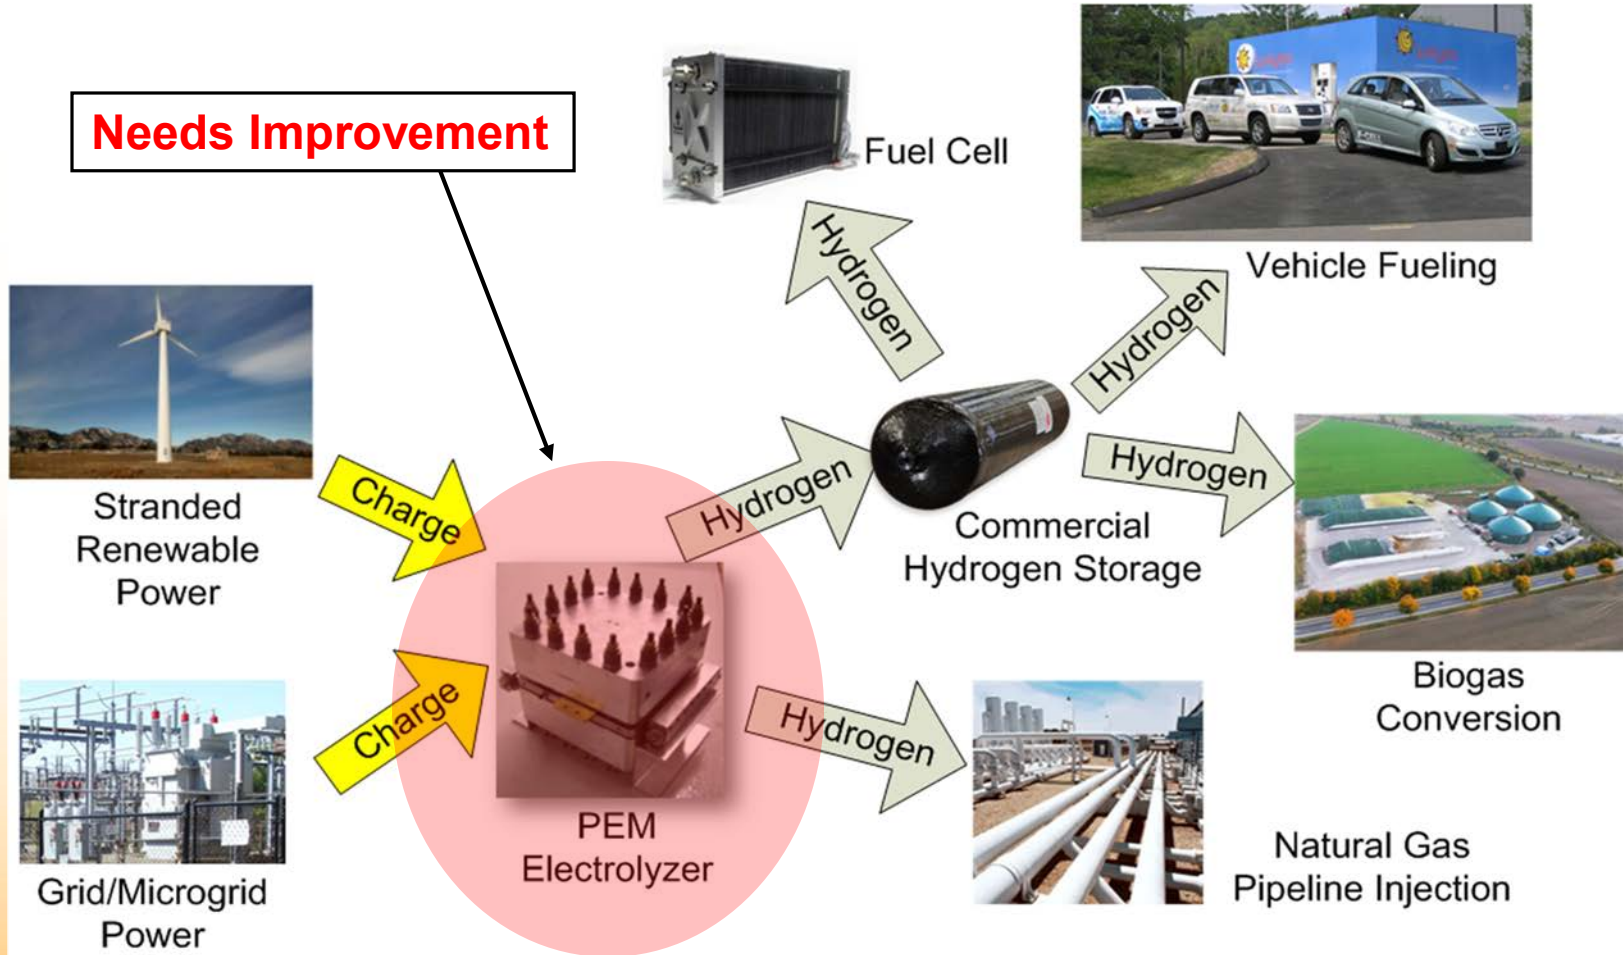 Needs Improvement
Fuel Cell
Vehicle Fueling
Hydrogen
Hydrogen
Stranded
Renewable
Power
Charge
Hydrogen
Hydrogen
Commercial
Hydrogen Storage
Charge
Hydrogen
Biogas
Conversion
PEM
Electrolyzer
Grid/Microgrid
Power
Natural Gas
Pipeline Injection
F-CELL